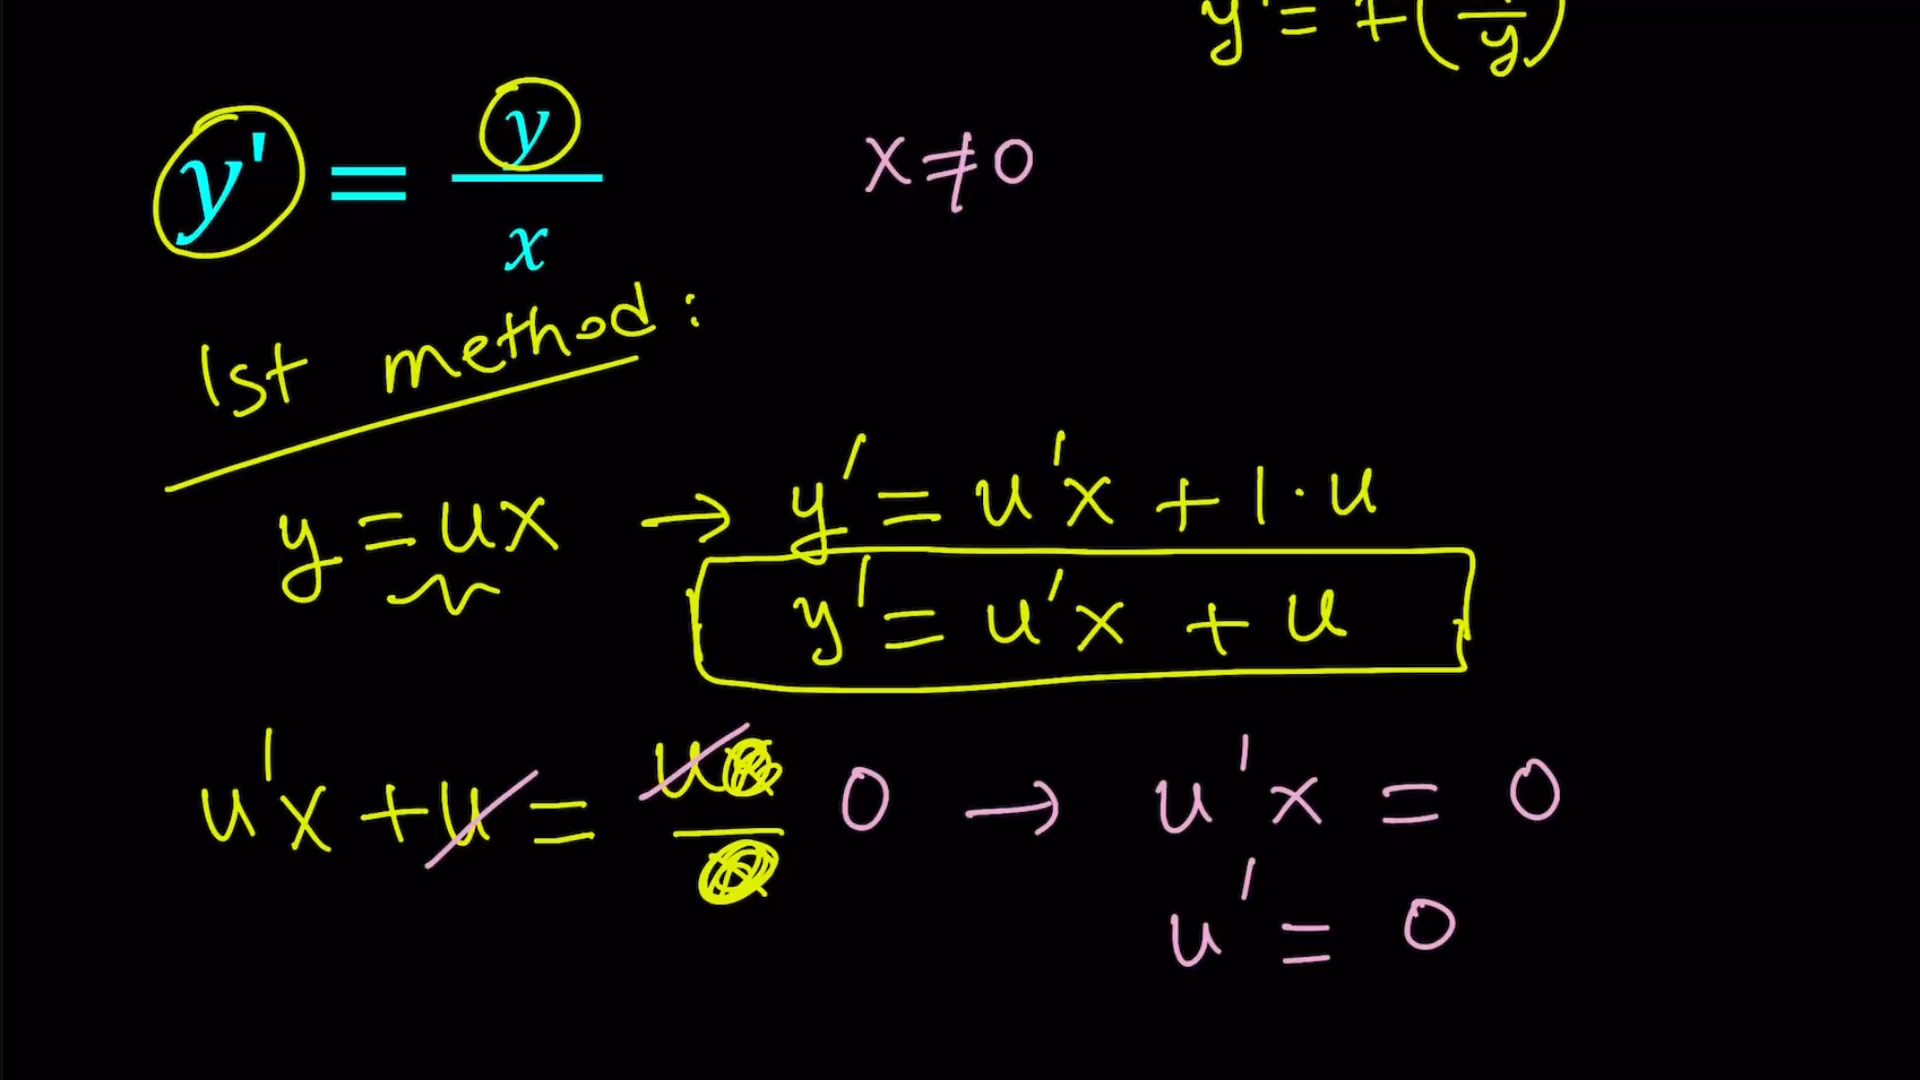 y' = f(x/y)
y' = y/x
x ≠ 0
1st method:
y = ux → y' = u'x + 1·u
y' = u'x + u
u'x + u = u 0 → u'x = 0
u' = 0